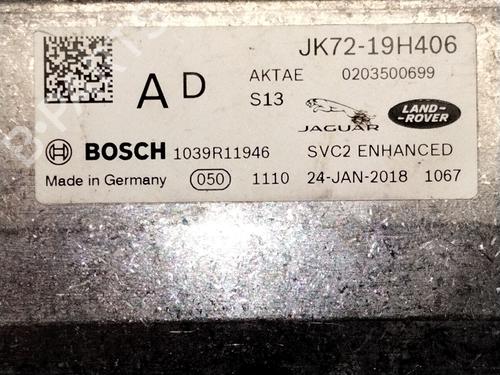 JK72-19H406
A D
AKTAE 0203500699
S13
JAGUAR
LAND-ROVER
BOSCH 1039R11946 SVC2 ENHANCED
Made in Germany 050 1110 24-JAN-2018 1067